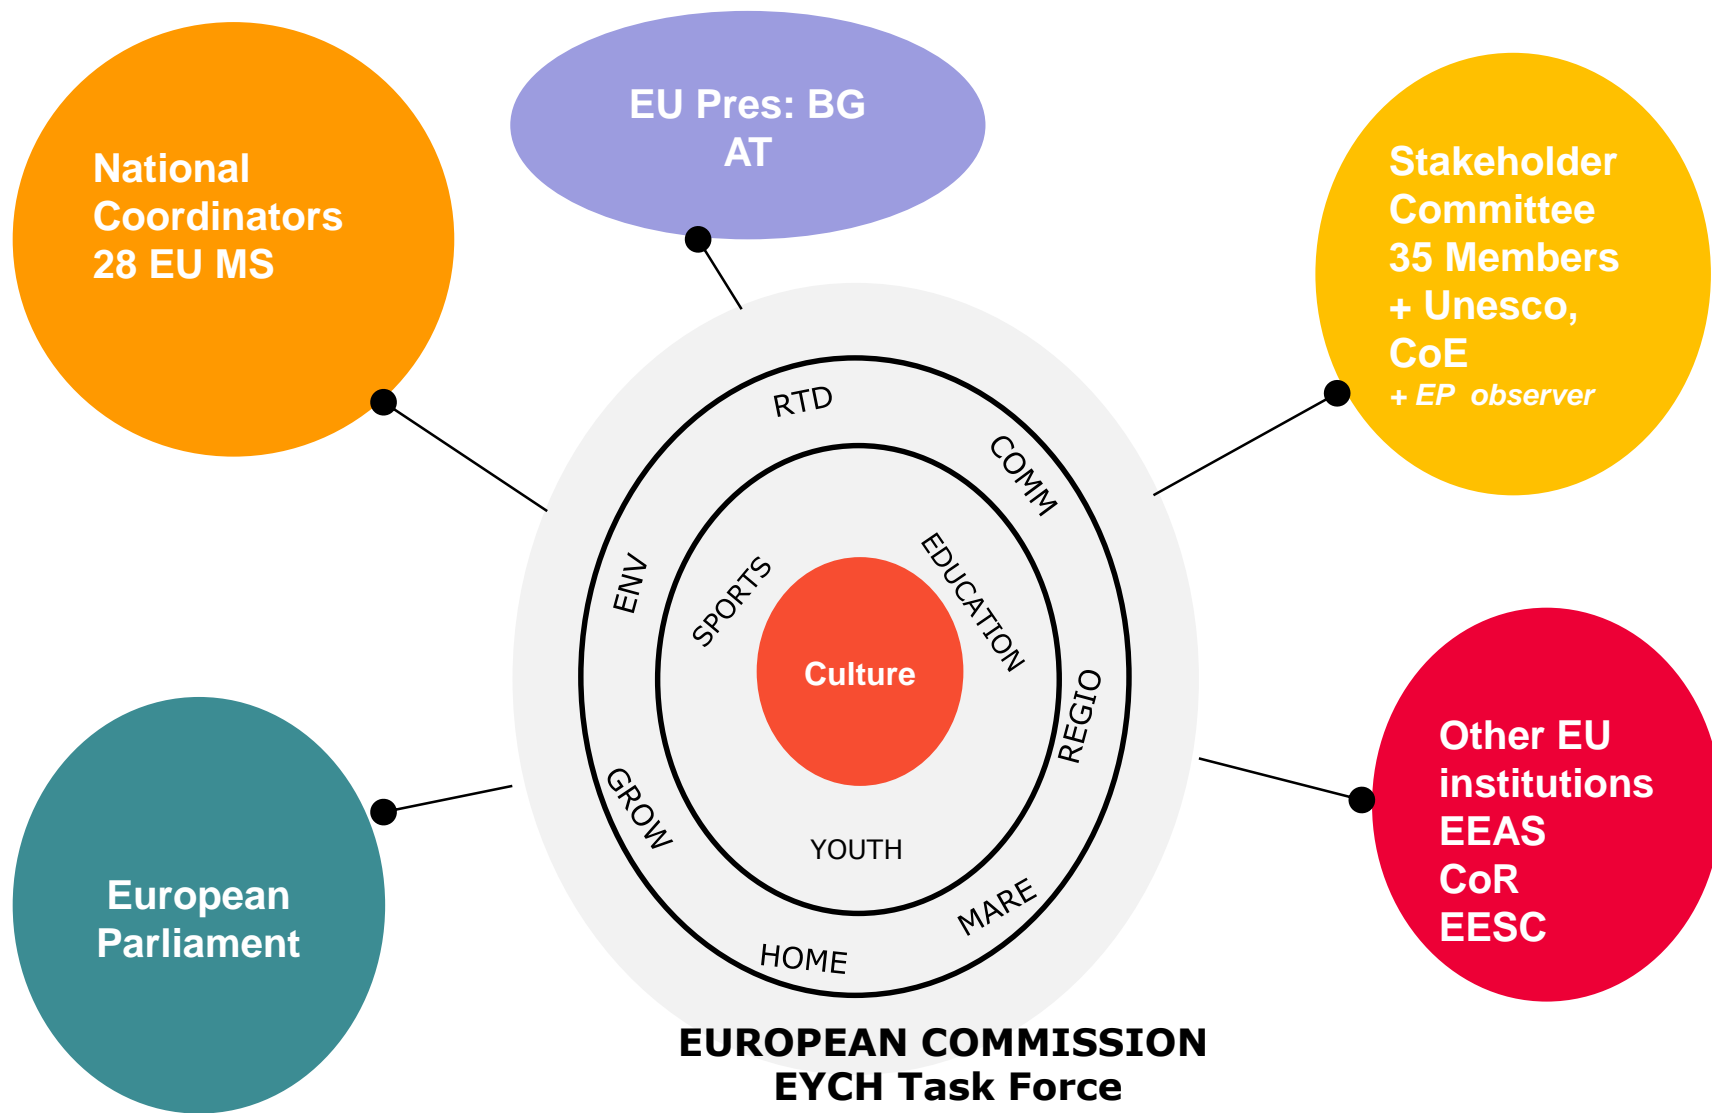 EU Pres: BG
AT
National
Coordinators
28 EU MS
Stakeholder
Committee
35 Members
+ Unesco,
CoE
+ EP observer
RTD
COMM
ENV
SPORTS
EDUCATION
Culture
REGIO
GROW
YOUTH
MARE
HOME
European
Parliament
Other EU
institutions
EEAS
CoR
EESC
EUROPEAN COMMISSION
EYCH Task Force